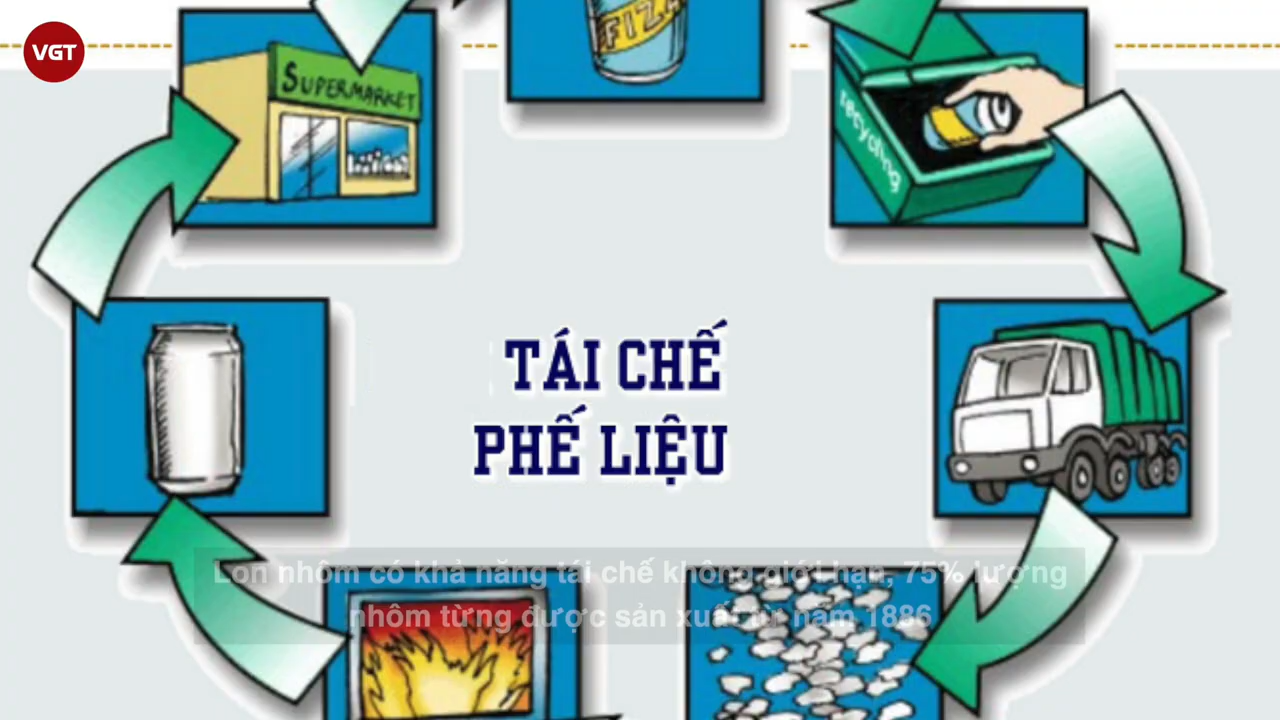 VGT
SUPERMARKET
FIZA
recycling
TÁI CHẾ
PHẾ LIỆU
Lon nhôm có khả năng tái chế không giới hạn, 75% lượng
nhôm từng được sản xuất từ năm 1886